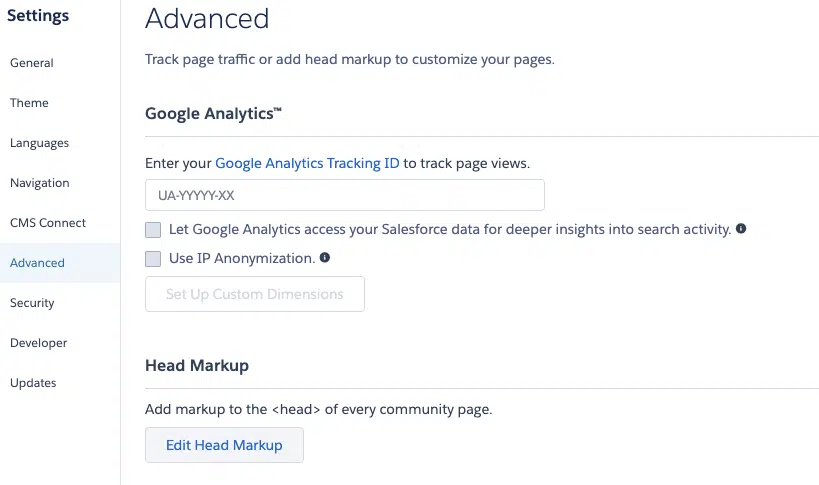 Settings
General
Theme
Languages
Navigation
CMS Connect
Advanced
Security
Developer
Updates
Advanced
Track page traffic or add head markup to customize your pages.
Google Analytics™
Enter your Google Analytics Tracking ID to track page views.
UA-YYYYY-XX
Let Google Analytics access your Salesforce data for deeper insights into search activity.
Use IP Anonymization.
Set Up Custom Dimensions
Head Markup
Add markup to the <head> of every community page.
Edit Head Markup